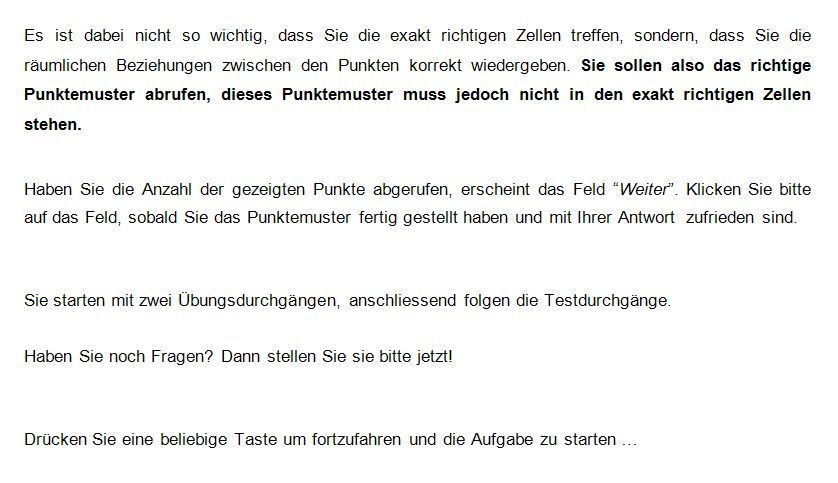 Es ist dabei nicht so wichtig, dass Sie die exakt richtigen Zellen treffen, sondern, dass Sie die
räumlichen Beziehungen zwischen den Punkten korrekt wiedergeben. Sie sollen also das richtige
Punktemuster abrufen, dieses Punktemuster muss jedoch nicht in den exakt richtigen Zellen
stehen.
Haben Sie die Anzahl der gezeigten Punkte abgerufen, erscheint das Feld “Weiter”. Klicken Sie bitte
auf das Feld, sobald Sie das Punktemuster fertig gestellt haben und mit Ihrer Antwort zufrieden sind.
Sie starten mit zwei Übungsdurchgängen, anschliessend folgen die Testdurchgänge.
Haben Sie noch Fragen? Dann stellen Sie sie bitte jetzt!
Drücken Sie eine beliebige Taste um fortzufahren und die Aufgabe zu starten …